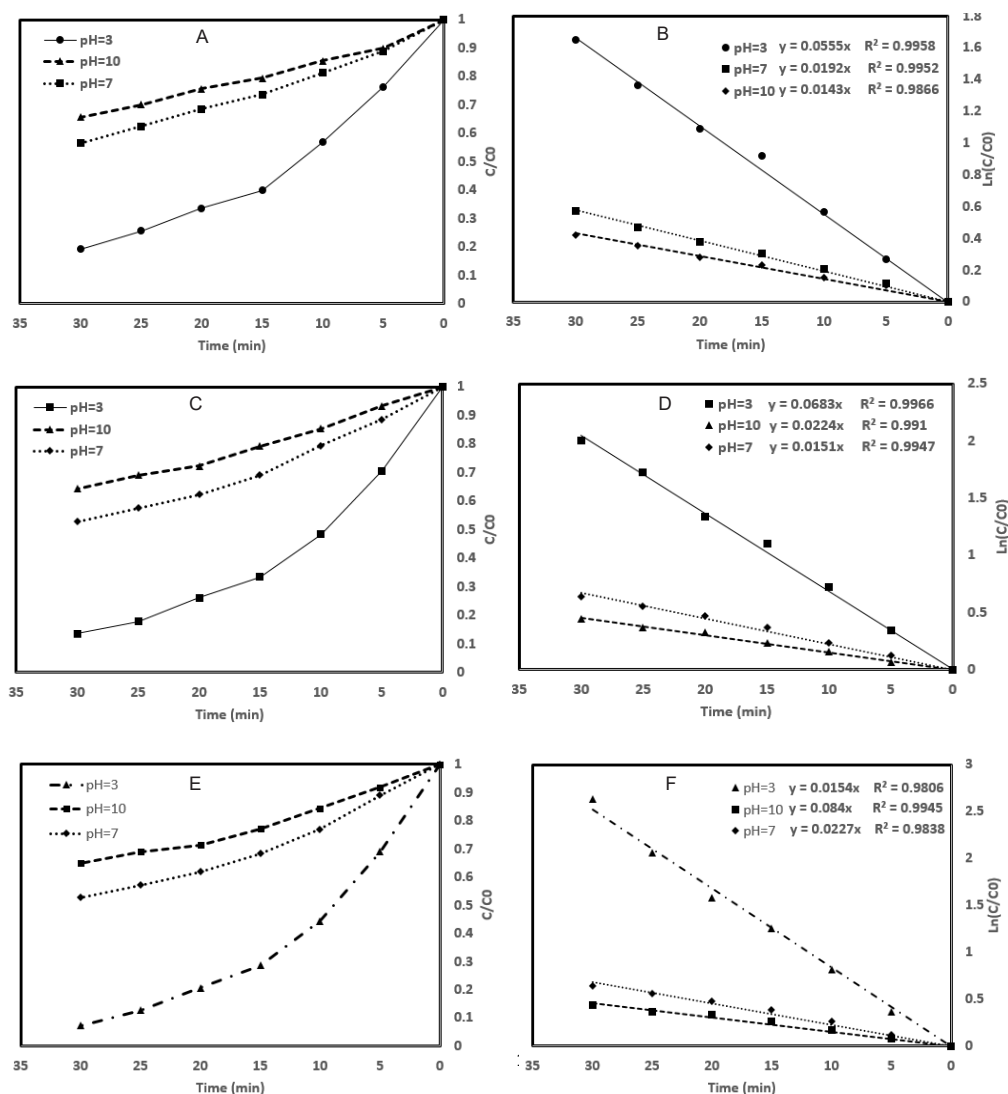 A
pH=3
pH=10
pH=7
1
0.9
0.8
0.7
0.6
0.5
0.4
0.3
0.2
0.1
0
C/C0
35 30 25 20 15 10 5 0
Time (min)
B
pH=3 y = 0.0555x R² = 0.9958
pH=7 y = 0.0192x R² = 0.9952
pH=10 y = 0.0143x R² = 0.9866
1.8
1.6
1.4
1.2
1
0.8
0.6
0.4
0.2
0
Ln(C/C0)
35 30 25 20 15 10 5 0
Time (min)
C
pH=3
pH=10
pH=7
1
0.9
0.8
0.7
0.6
0.5
0.4
0.3
0.2
0.1
0
C/C0
35 30 25 20 15 10 5 0
Time (min)
D
pH=3 y = 0.0683x R² = 0.9966
pH=10 y = 0.0224x R² = 0.991
pH=7 y = 0.0151x R² = 0.9947
2.5
2
1.5
1
0.5
0
Ln(C/C0)
35 30 25 20 15 10 5 0
Time (min)
E
pH=3
pH=10
pH=7
1
0.9
0.8
0.7
0.6
0.5
0.4
0.3
0.2
0.1
0
C/C0
35 30 25 20 15 10 5 0
Time (min)
F
pH=3 y = 0.0154x R² = 0.9806
pH=10 y = 0.084x R² = 0.9945
pH=7 y = 0.0227x R² = 0.9838
3
2.5
2
1.5
1
0.5
0
Ln(C/C0)
35 30 25 20 15 10 5 0
Time (min)